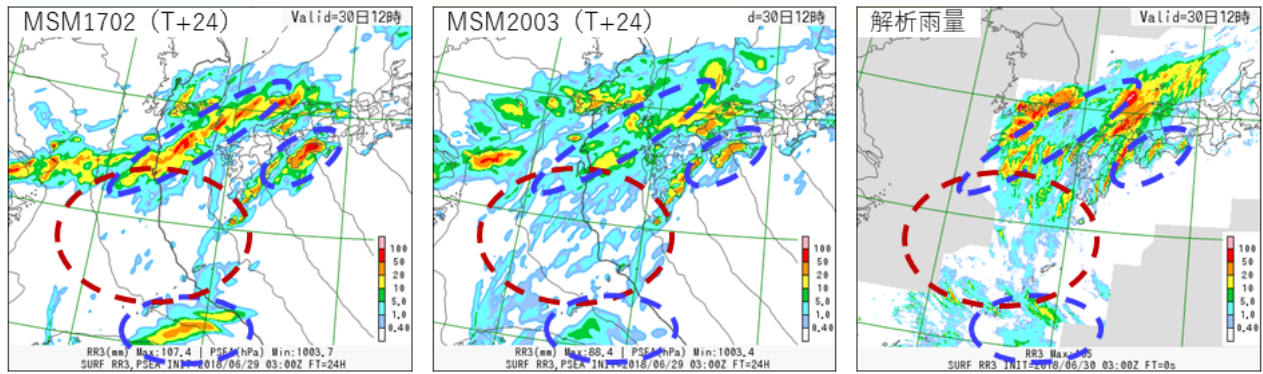 MSM1702（T+24）
Valid=30日12時
100
50
20
10
5.0
1.0
0.40
RR3(mm) Max:107.4 | PSEA(hPa) Min:1003.7
SURF RR3,PSEA INIT=2018/06/29 03:00Z FT=24H
MSM2003（T+24）
d=30日12時
100
50
20
10
5.0
1.0
0.40
RR3(mm) Max:88.4 | PSEA(hPa) Min:1003.4
SURF RR3,PSEA INIT=2018/06/29 03:00Z FT=24H
解析雨量
Valid=30日12時
100
50
20
10
5.0
1.0
0.40
SURF RR3 INIT=2018/06/30 03:00Z FT=0s